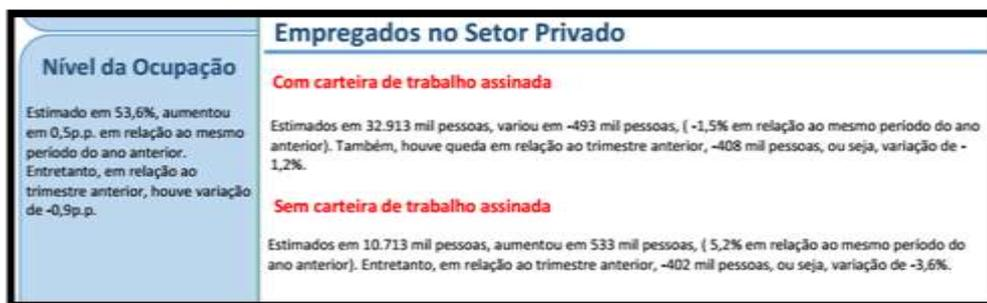 Nível da Ocupação
Estimado em 53,6%, aumentou
em 0,5p.p. em relação ao mesmo
período do ano anterior.
Entretanto, em relação ao
trimestre anterior, houve variação
de -0,9p.p.
Empregados no Setor Privado
Com carteira de trabalho assinada
Estimados em 32.913 mil pessoas, variou em -493 mil pessoas, ( -1,5% em relação ao mesmo período do ano
anterior). Também, houve queda em relação ao trimestre anterior, -408 mil pessoas, ou seja, variação de -
1,2%.
Sem carteira de trabalho assinada
Estimados em 10.713 mil pessoas, aumentou em 533 mil pessoas, ( 5,2% em relação ao mesmo período do
ano anterior). Entretanto, em relação ao trimestre anterior, -402 mil pessoas, ou seja, variação de -3,6%.